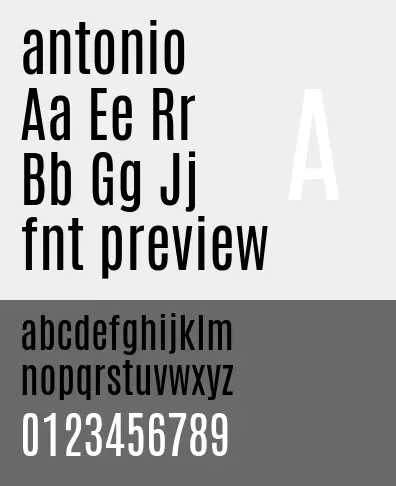 antonio
Aa Ee Rr
Bb Gg Jj
fnt preview
A
abcdefghijklm
nopqrstuvwxyz
0123456789